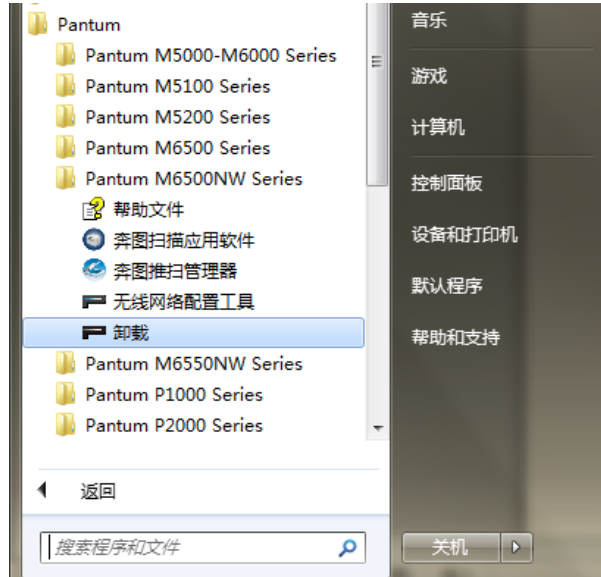 Pantum
Pantum M5000-M6000 Series
Pantum M5100 Series
Pantum M5200 Series
Pantum M6500 Series
Pantum M6500NW Series
帮助文件
奔图扫描应用软件
奔图推扫管理器
无线网络配置工具
卸载
Pantum M6550NW Series
Pantum P1000 Series
Pantum P2000 Series
返回
搜索程序和文件
音乐
游戏
计算机
控制面板
设备和打印机
默认程序
帮助和支持
关机